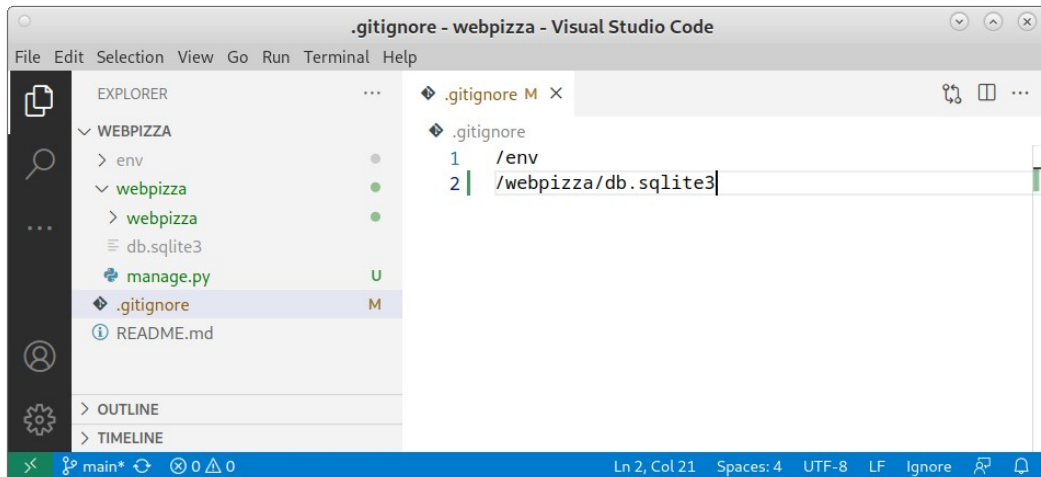 .gitignore - webpizza - Visual Studio Code
File Edit Selection View Go Run Terminal Help
EXPLORER
WEBPIZZA
env
webpizza
webpizza
db.sqlite3
manage.py U
.gitignore M
README.md
OUTLINE
TIMELINE
.gitignore M
.gitignore
1 /env
2 /webpizza/db.sqlite3
main* 0 0 Ln 2, Col 21 Spaces: 4 UTF-8 LF Ignore